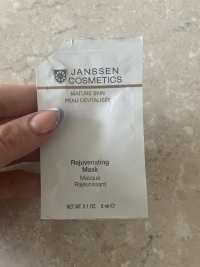 JANSSEN
COSMETICS
MATURE SKIN
PEAU DÉVITALISÉE
Rejuvenating
Mask
Masque
Rajeunissant
NET WT. 0.1 OZ. 5 ml ℮